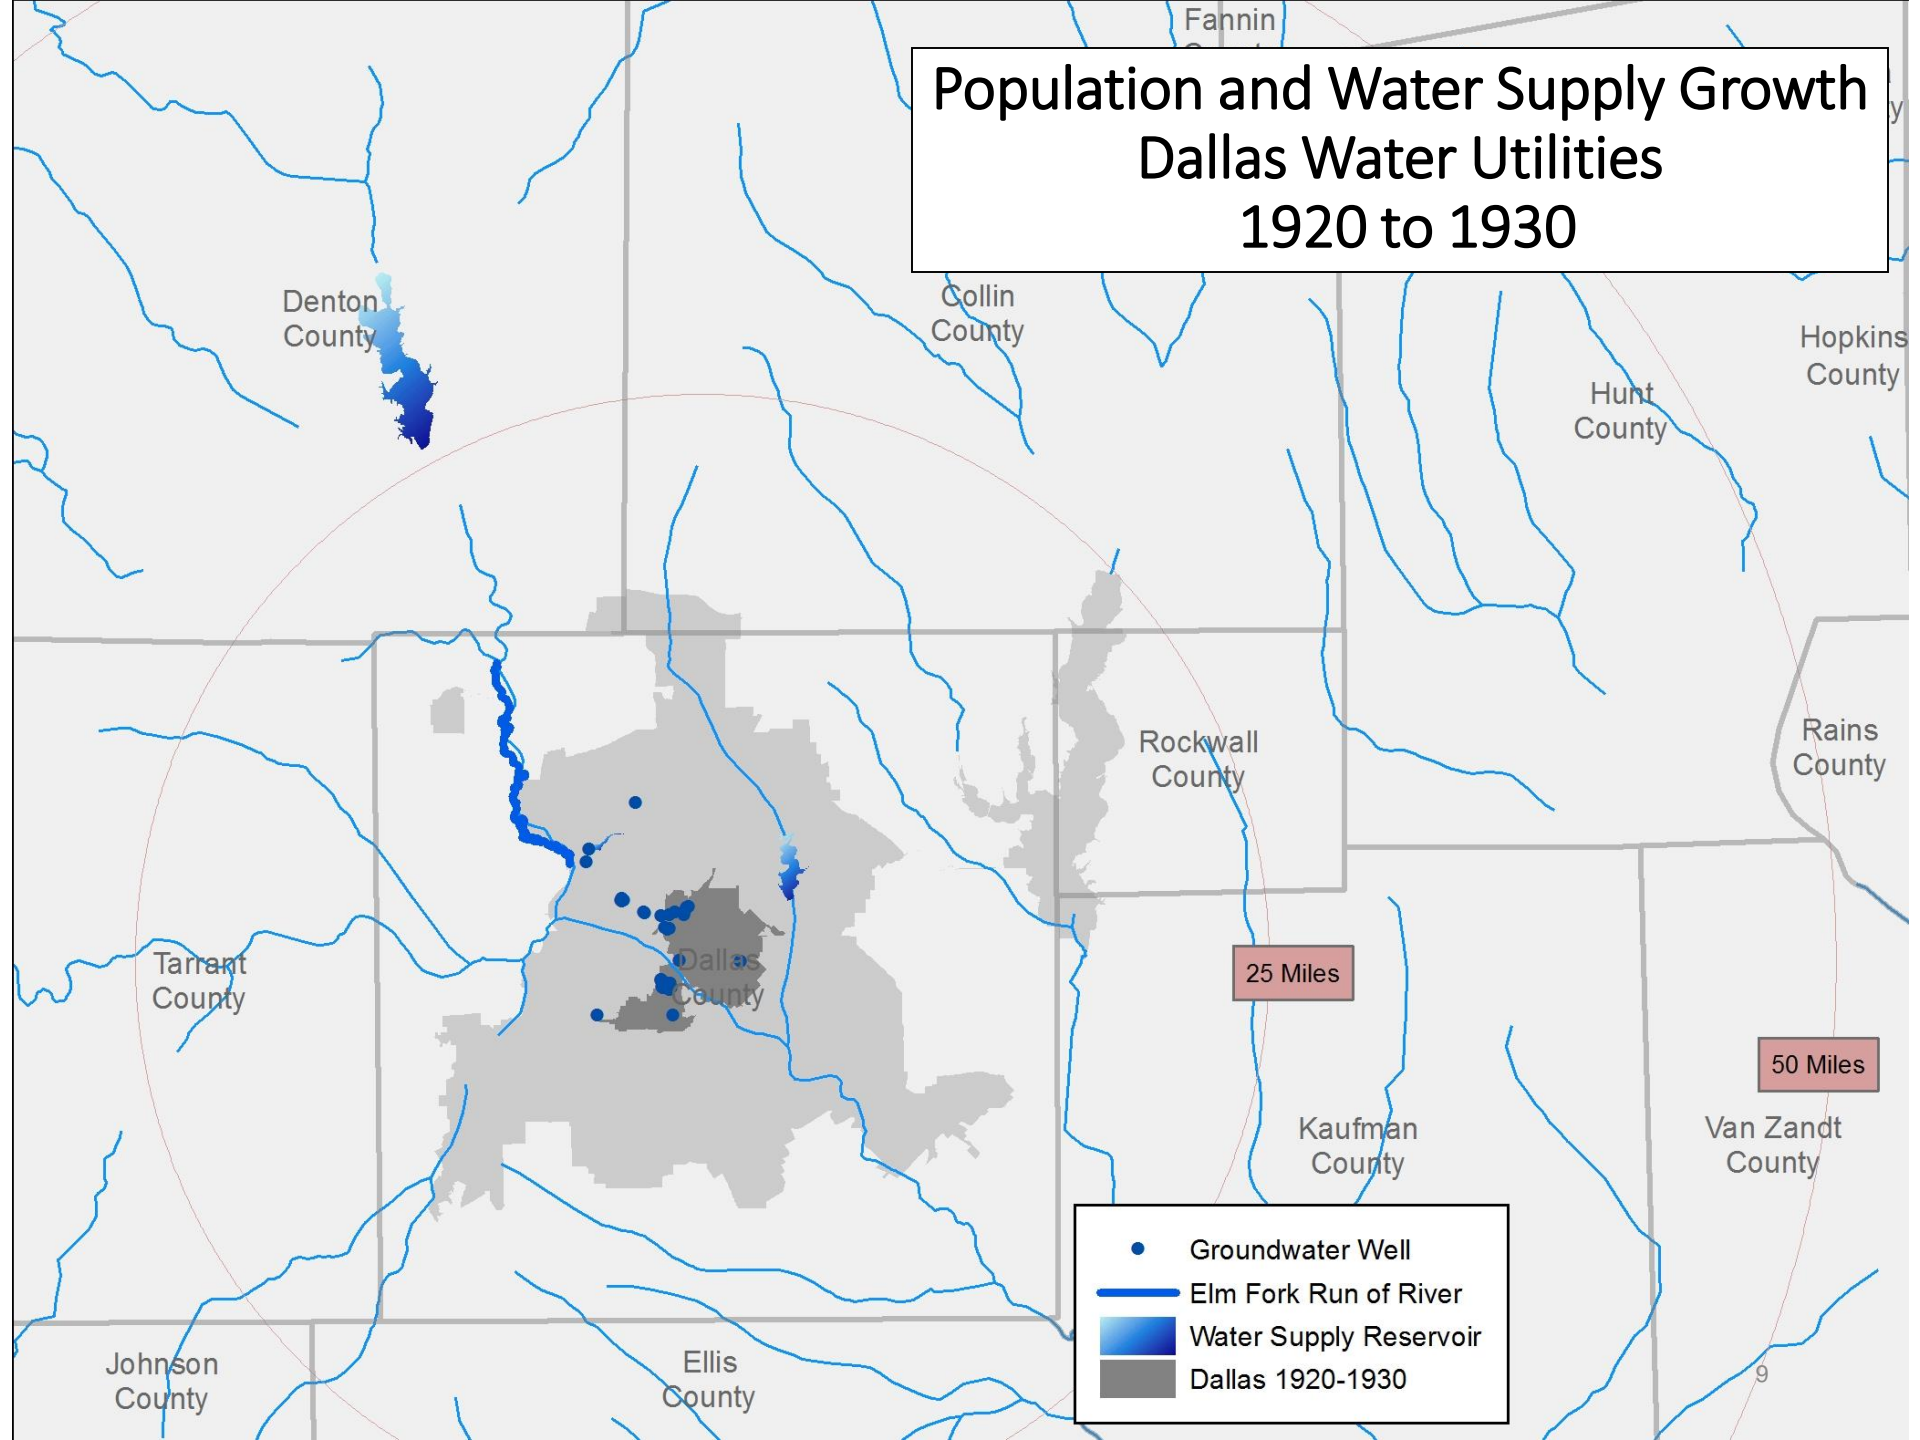 Fannin
Population and Water Supply Growth
Dallas Water Utilities
1920 to 1930
Denton
County
Collin
County
Hopkins
County
Hunt
County
Rockwall
County
Rains
County
Tarrant
County
Dallas
County
25 Miles
50 Miles
Kaufman
County
Van Zandt
County
Groundwater Well
Elm Fork Run of River
Water Supply Reservoir
Dallas 1920-1930
Johnson
County
Ellis
County
9